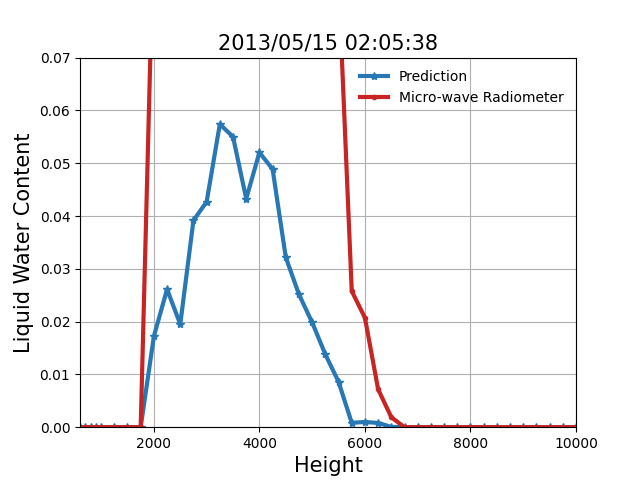 2013/05/15 02:05:38
0.07
0.06
0.05
0.04
0.03
0.02
0.01
0.00
Liquid Water Content
Prediction
Micro-wave Radiometer
2000 4000 6000 8000 10000
Height